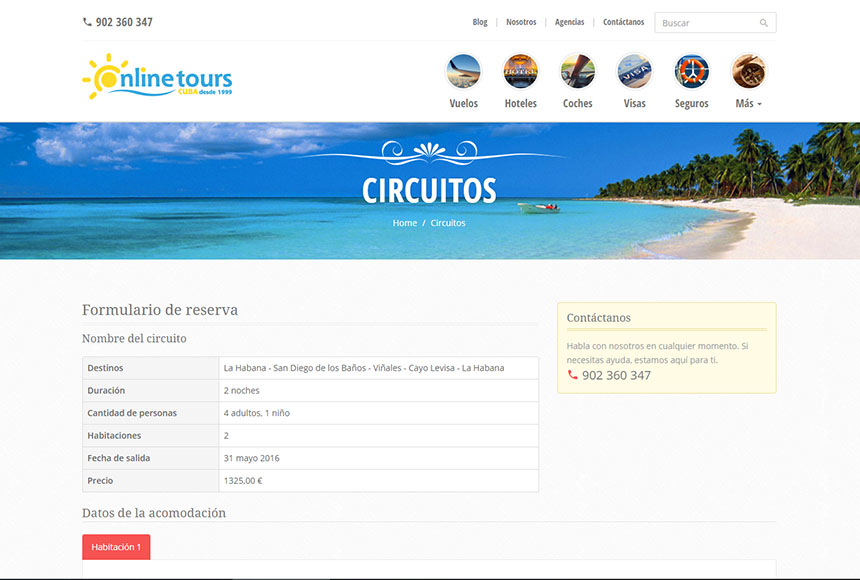 902 360 347
Blog | Nosotros | Agencias | Contáctanos
Buscar
nlinetours
CUBA desde 1999
HOTEL
VISA
Vuelos Hoteles Coches Visas Seguros Más
CIRCUITOS
Home / Circuitos
Formulario de reserva
Nombre del circuito
Destinos La Habana - San Diego de los Baños - Viñales - Cayo Levisa - La Habana
Duración 2 noches
Cantidad de personas 4 adultos, 1 niño
Habitaciones 2
Fecha de salida 31 mayo 2016
Precio 1325,00 €
Contáctanos
Habla con nosotros en cualquier momento. Si
necesitas ayuda, estamos aquí para ti.
902 360 347
Datos de la acomodación
Habitación 1